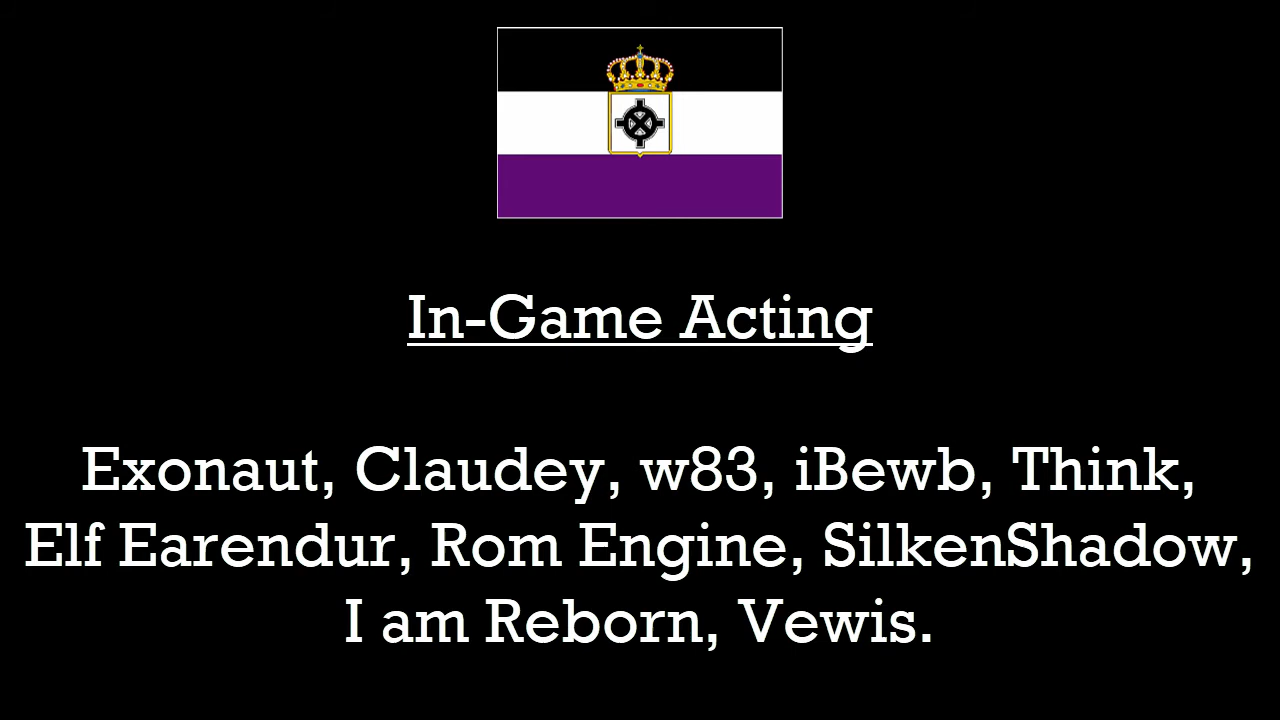 In-Game Acting
Exonaut, Claudey, w83, iBewb, Think,
Elf Earendur, Rom Engine, SilkenShadow,
I am Reborn, Vewis.